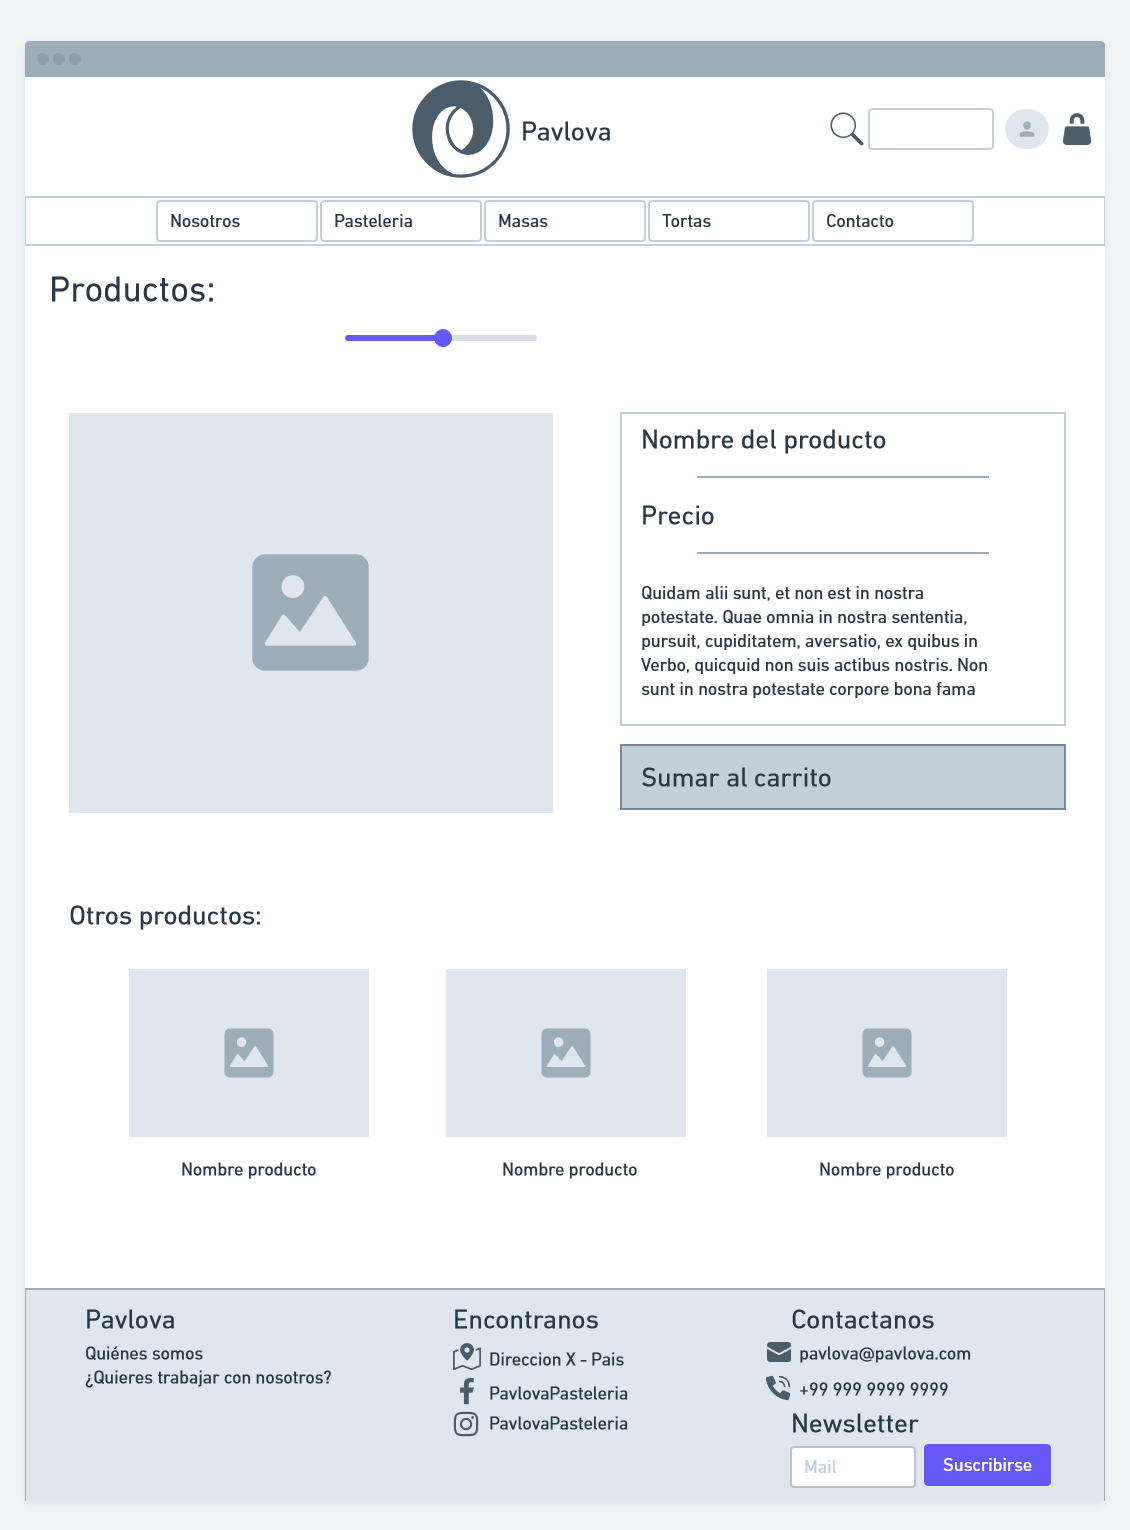 Pavlova
Nosotros
Pasteleria
Masas
Tortas
Contacto
Productos:
Nombre del producto
Precio
Quidam alii sunt, et non est in nostra
potestate. Quae omnia in nostra sententia,
pursuit, cupiditatem, aversatio, ex quibus in
Verbo, quicquid non suis actibus nostris. Non
sunt in nostra potestate corpore bona fama
Sumar al carrito
Otros productos:
Nombre producto
Nombre producto
Nombre producto
Pavlova
Quiénes somos
¿Quieres trabajar con nosotros?
Encontranos
Direccion X - Pais
PavlovaPasteleria
PavlovaPasteleria
Contactanos
pavlova@pavlova.com
+99 999 9999 9999
Newsletter
Mail
Suscribirse